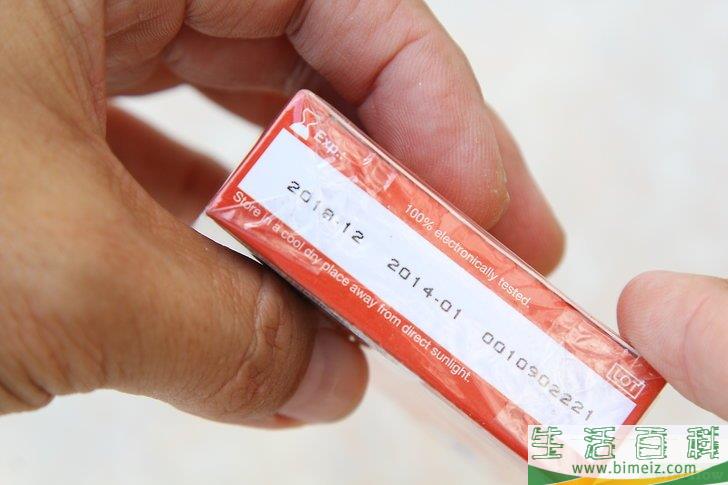 Exp.
100% electronically tested.
2018-12 2014-01 0010902221
LOT
Store in a cool dry place away from direct sunlight.
生活百科
www.bimeiz.com